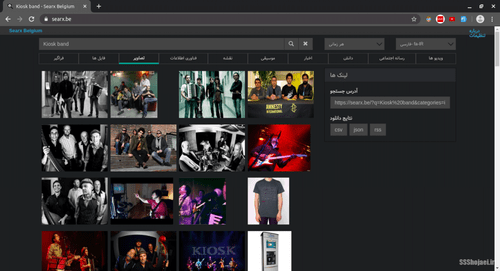 Kiosk band - Searx Belgium
searx.be
Searx Belgium
درباره
تنظیمات
Kiosk band
هر زمانی
فارسی - fa-IR
فراگیر
فایل ها
تصاویر
فناوری اطلاعات
نقشه
موسیقی
اخبار
دانش
رسانه اجتماعی
ویدیو ها
لینک ها
آدرس جستجو
https://searx.be/?q=Kiosk%20band&categories=i
نتایج دانلود
csv
json
rss
AMNESTY
INTERNATIONAL
KIOSK
SSShojaei.ir